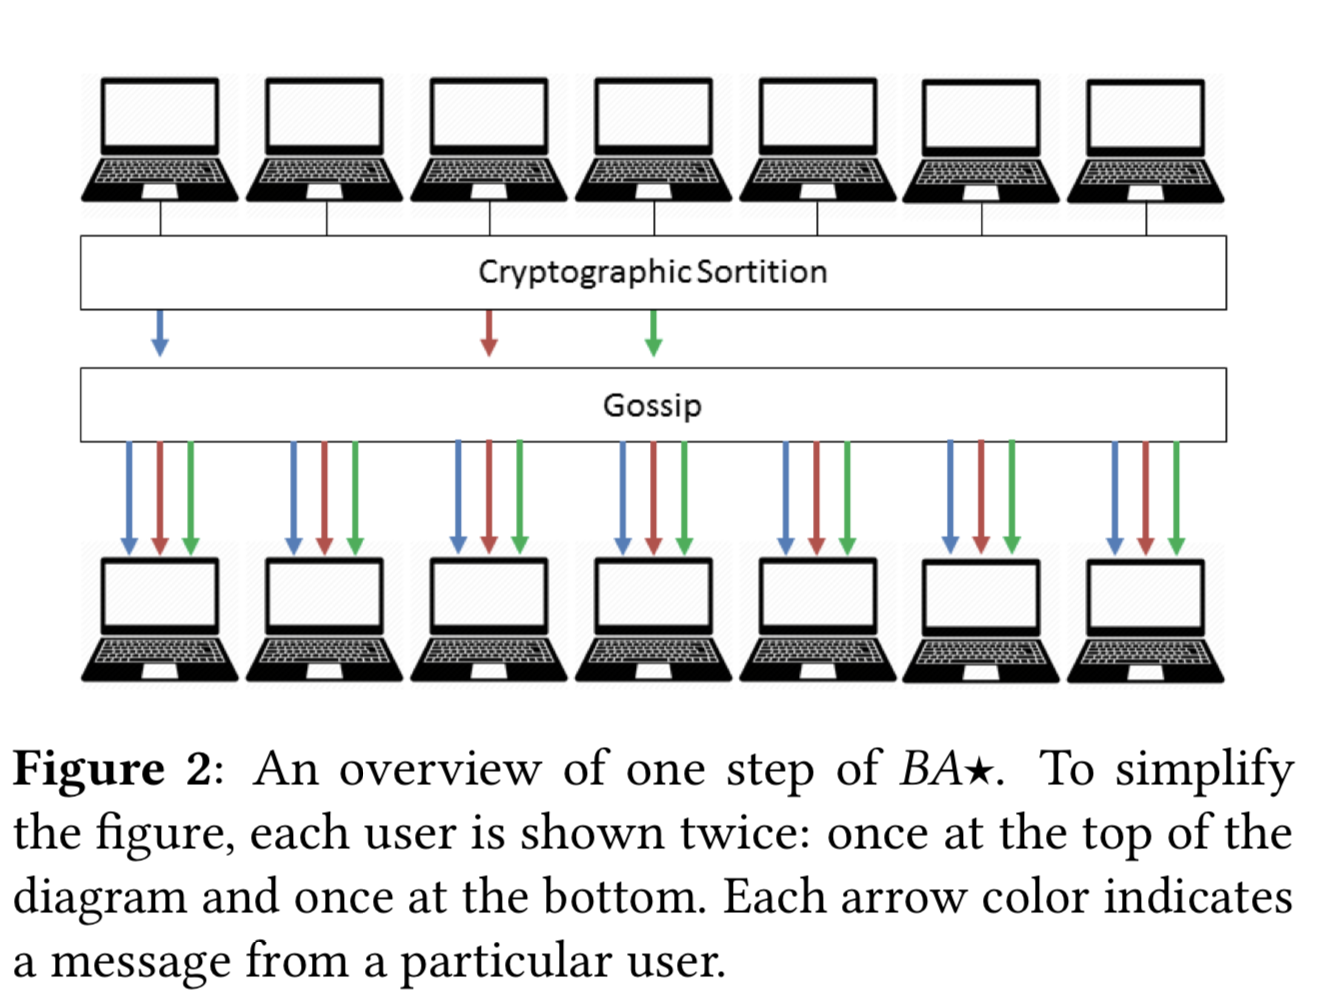 Cryptographic Sortition
Gossip
Figure 2: An overview of one step of BA★. To simplify
the figure, each user is shown twice: once at the top of the
diagram and once at the bottom. Each arrow color indicates
a message from a particular user.